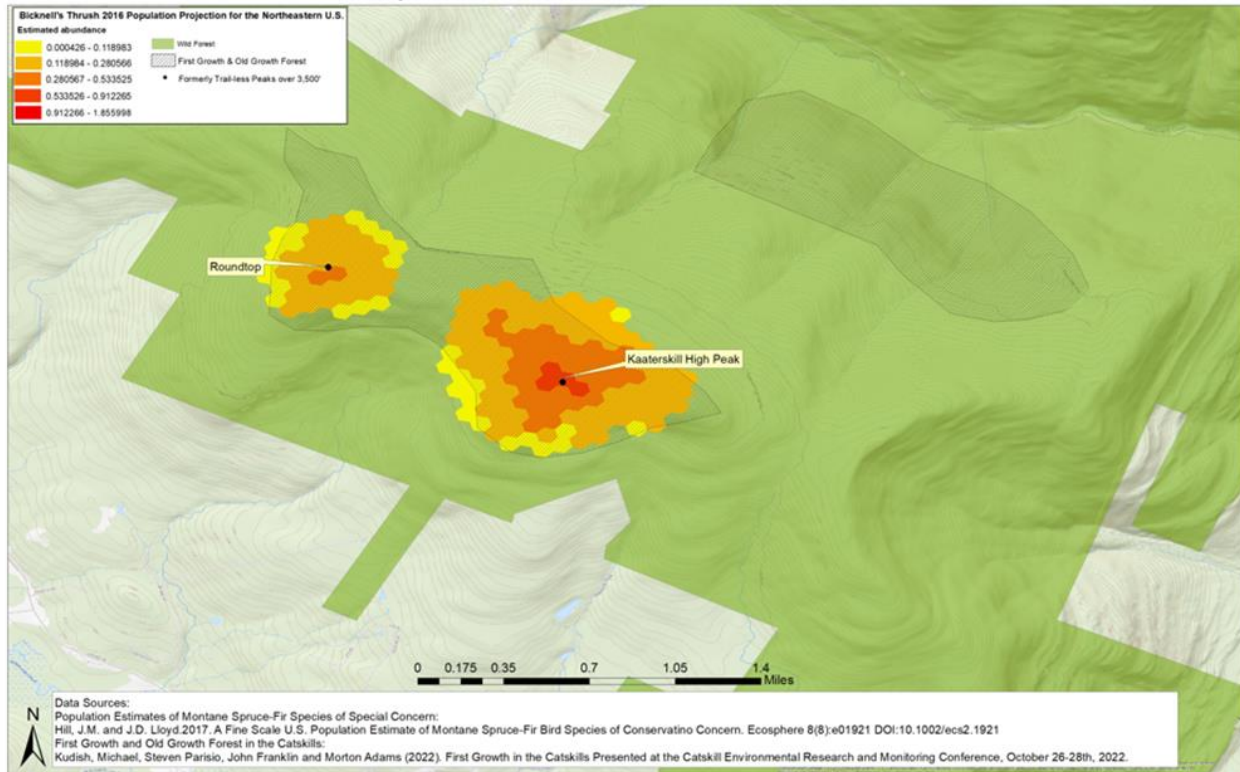 Bicknell's Thrush 2016 Population Projection for the Northeastern U.S.
Estimated abundance
0.000426 - 0.118983
0.118984 - 0.280566
0.280567 - 0.533525
0.533526 - 0.912265
0.912266 - 1.855998
Wild Forest
First Growth & Old Growth Forest
Formerly Trail-less Peaks over 3,500'
Roundtop
Kaaterskill High Peak
0 0.175 0.35 0.7 1.05 1.4
Miles
N
Data Sources:
Population Estimates of Montane Spruce-Fir Species of Special Concern:
Hill, J.M. and J.D. Lloyd.2017. A Fine Scale U.S. Population Estimate of Montane Spruce-Fir Bird Species of Conservatino Concern. Ecosphere 8(8):e01921 DOI:10.1002/ecs2.1921
First Growth and Old Growth Forest in the Catskills:
Kudish, Michael, Steven Parisio, John Franklin and Morton Adams (2022). First Growth in the Catskills Presented at the Catskill Environmental Research and Monitoring Conference, October 26-28th, 2022.